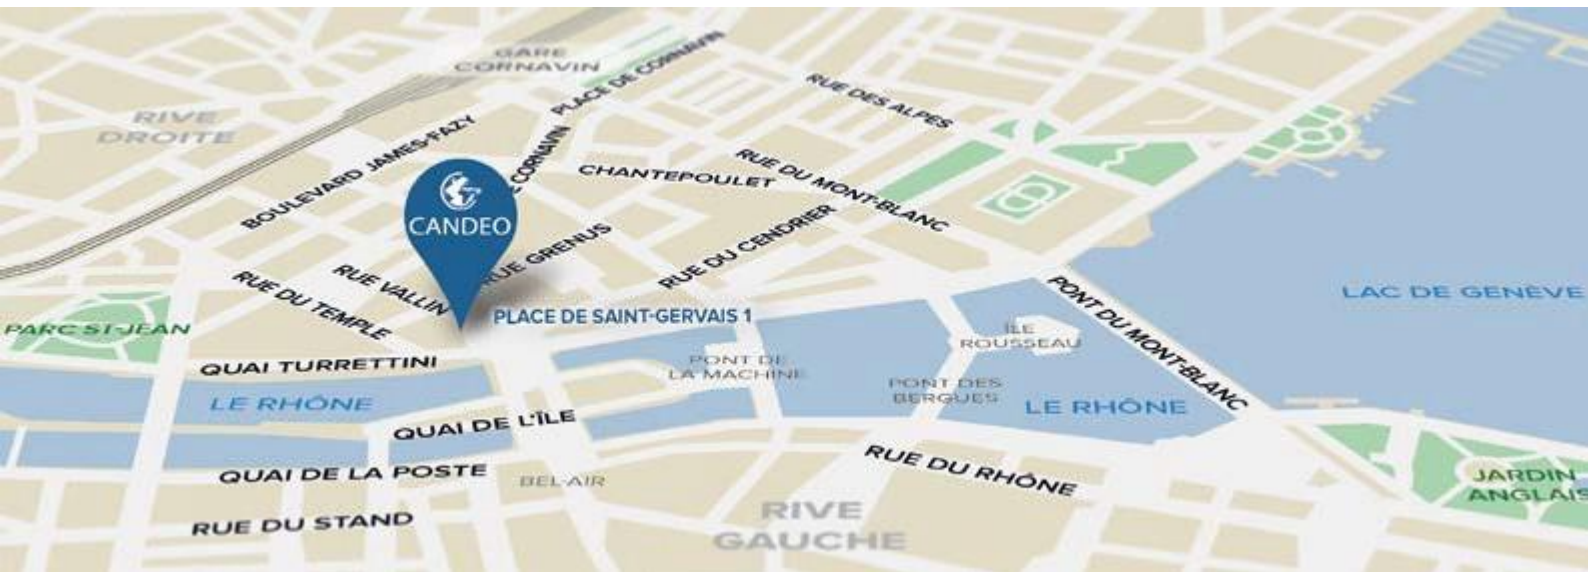 GARE
CORNAVIN
PLACE DE CORNAVIN
RUE DES ALPES
RIVE
DROITE
BOULEVARD JAMES-FAZY
CORNAVIN
CHANTEPOULET
RUE DU MONT-BLANC
CANDEO
RUE GRENUS
RUE DU CENDRIER
RUE VALLIN
RUE DU TEMPLE
PLACE DE SAINT-GERVAIS 1
PONT DU MONT-BLANC
LAC DE GENÈVE
PARC ST-JEAN
QUAI TURRETTINI
PONT DE
LA MACHINE
ÎLE
ROUSSEAU
PONT DES
BERGUES
LE RHÔNE
LE RHÔNE
QUAI DE L'ÎLE
QUAI DE LA POSTE
BEL-AIR
RUE DU RHÔNE
JARDIN
ANGLAIS
RUE DU STAND
RIVE
GAUCHE